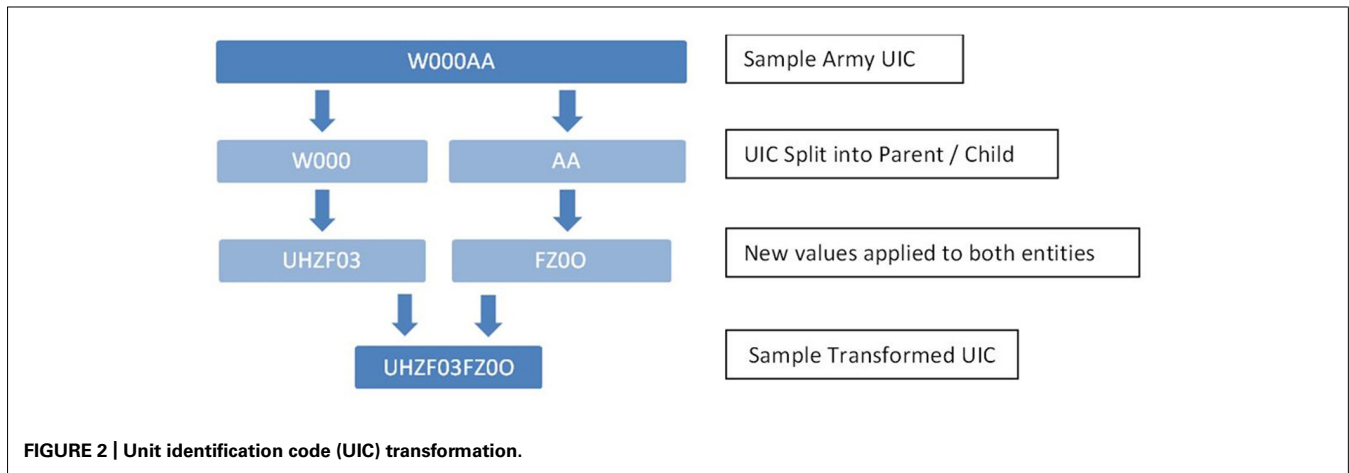 W000AA
Sample Army UIC
W000
AA
UIC Split into Parent / Child
UHZF03
FZ0O
New values applied to both entities
UHZF03FZ0O
Sample Transformed UIC
FIGURE 2 | Unit identification code (UIC) transformation.